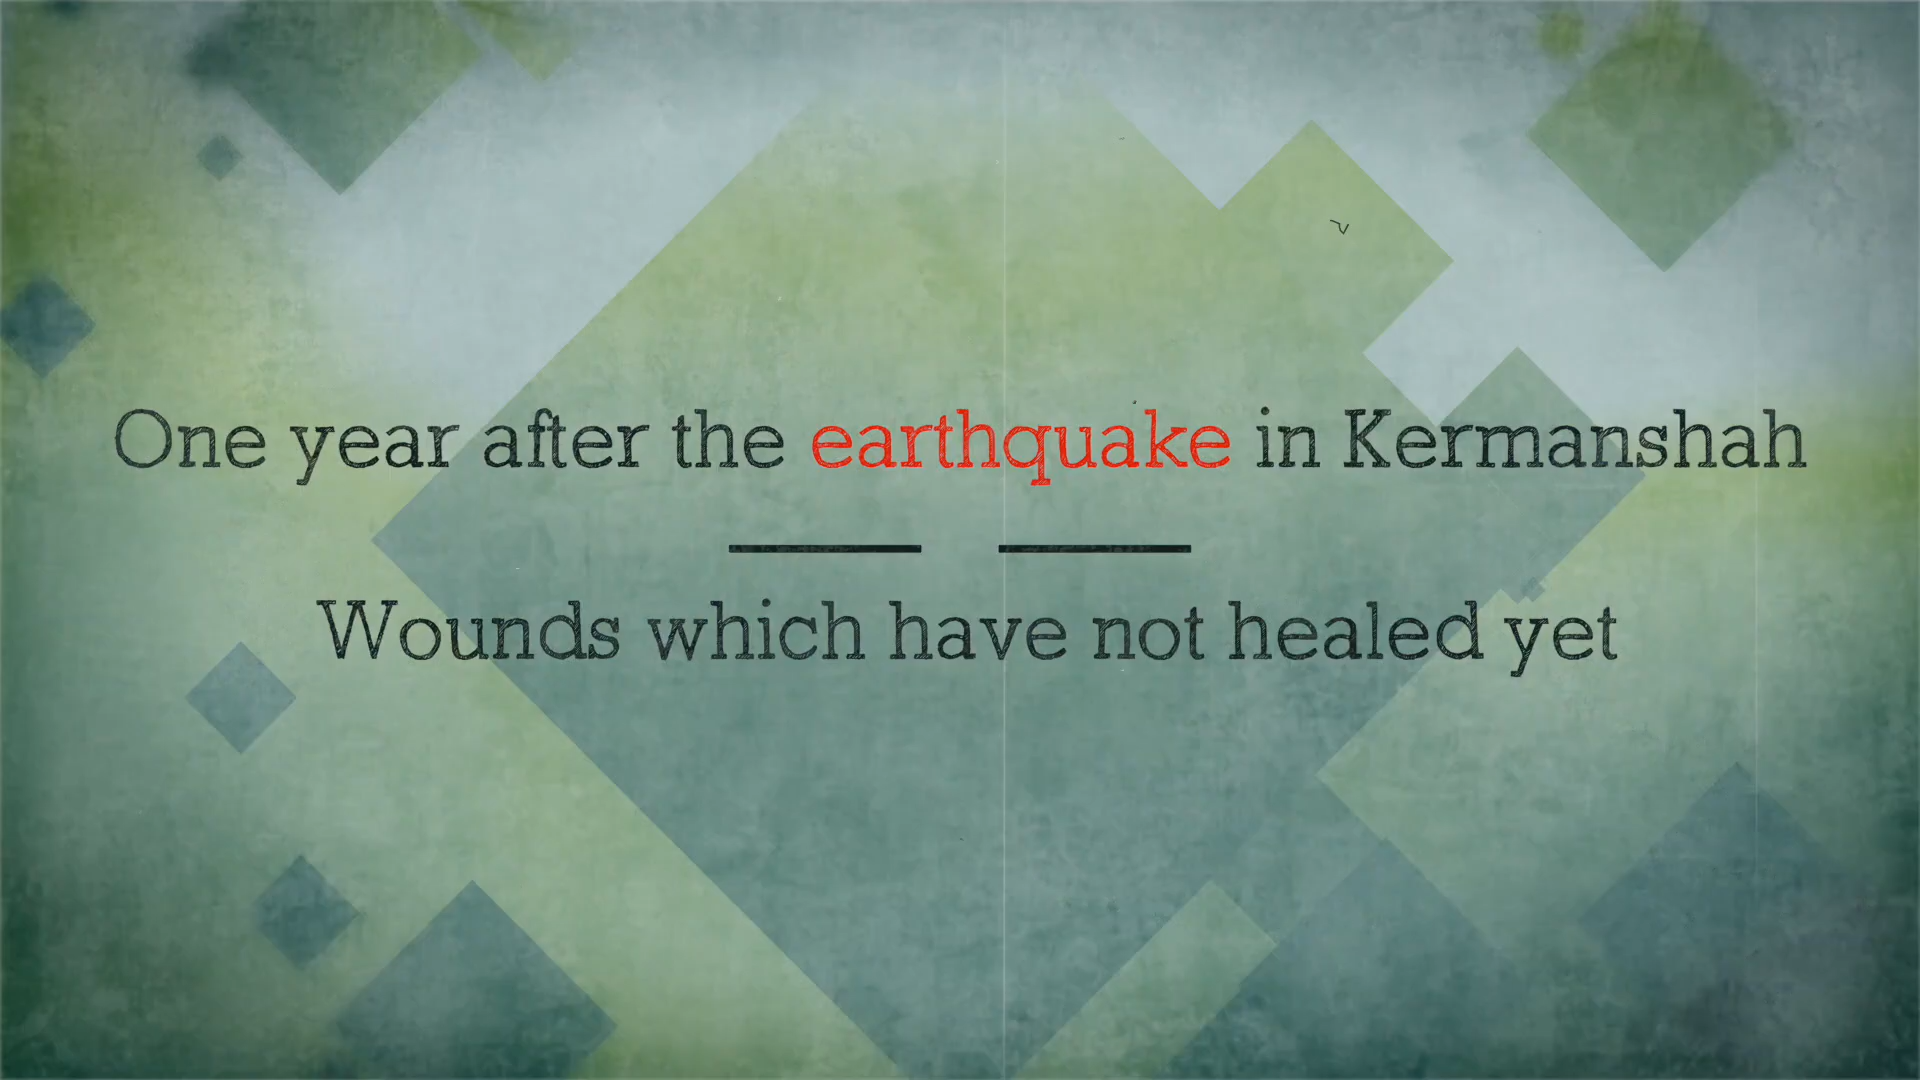 One year after the earthquake in Kermanshah
Wounds which have not healed yet